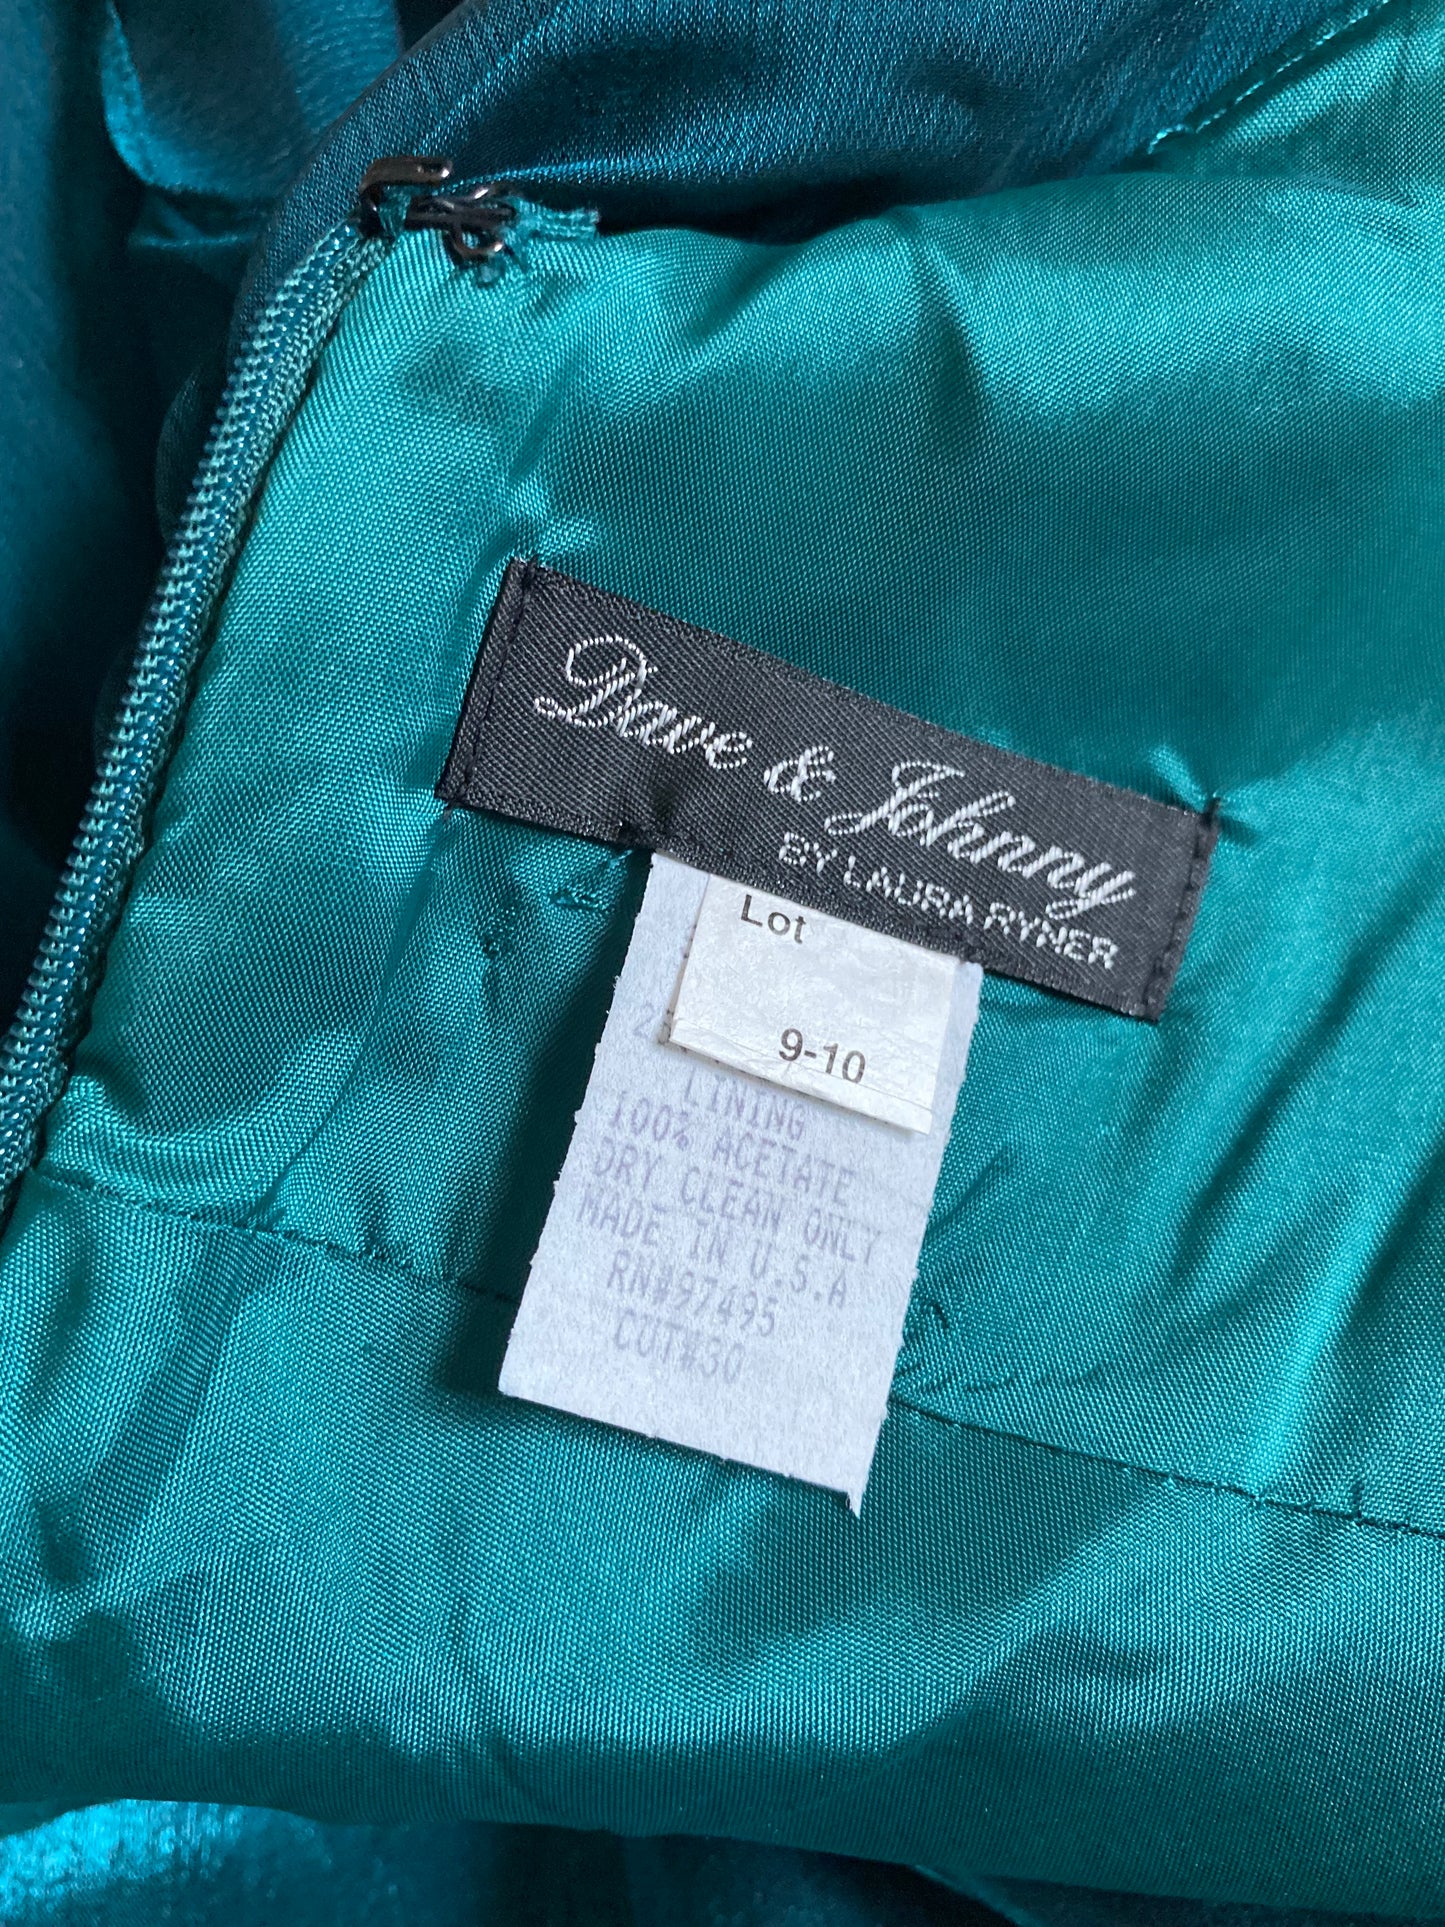 Dave & Johnny
BY LAURA RYNER
Lot
9-10
LINING
100% ACETATE
DRY CLEAN ONLY
MADE IN U.S.A
RN#97495
CUT#30